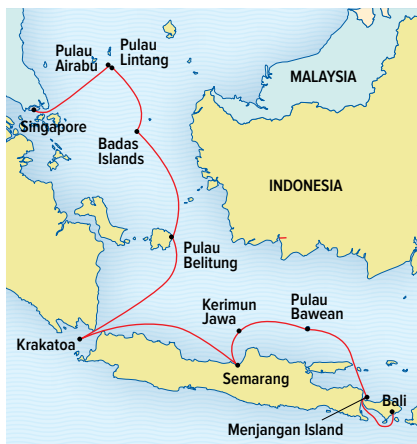 Pulau
Airabu
Pulau
Lintang
MALAYSIA
Singapore
Badas
Islands
INDONESIA
Pulau
Belitung
Kerimun
Jawa
Pulau
Bawean
Krakatoa
Semarang
Bali
Menjangan Island